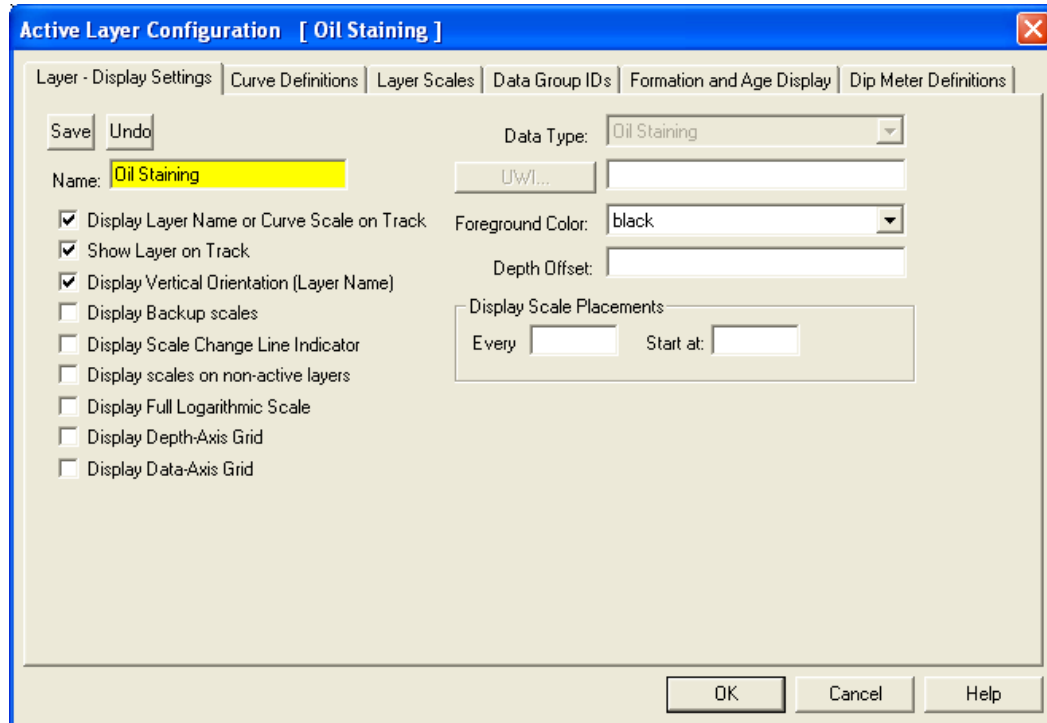 Active Layer Configuration [ Oil Staining ]
Layer - Display Settings Curve Definitions Layer Scales Data Group IDs Formation and Age Display Dip Meter Definitions
Save Undo
Data Type: Oil Staining
Name: Oil Staining
UWI...
Display Layer Name or Curve Scale on Track
Foreground Color: black
Show Layer on Track
Depth Offset:
Display Vertical Orientation (Layer Name)
Display Backup scales
Display Scale Change Line Indicator
Display scales on non-active layers
Display Full Logarithmic Scale
Display Depth-Axis Grid
Display Data-Axis Grid
Display Scale Placements
Every Start at:
OK Cancel Help